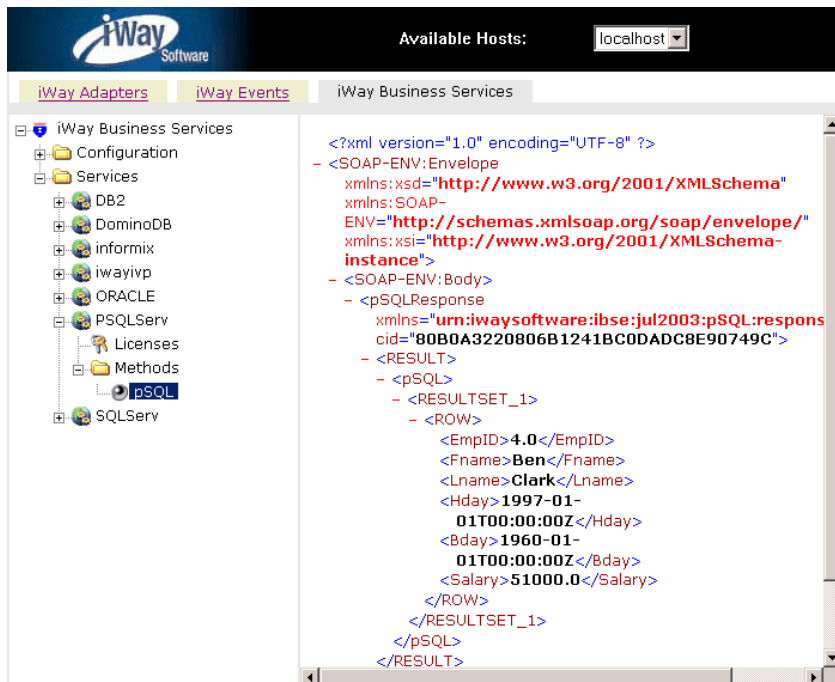 iWay
Software
Available Hosts:
localhost
iWay Adapters
iWay Events
iWay Business Services
iWay Business Services
Configuration
Services
DB2
DominoDB
informix
iwayivp
ORACLE
PSQLServ
Licenses
Methods
pSQL
SQLServ
<?xml version="1.0" encoding="UTF-8" ?>
- <SOAP-ENV:Envelope
xmlns:xsd="http://www.w3.org/2001/XMLSchema"
xmlns:SOAP-
ENV="http://schemas.xmlsoap.org/soap/envelope/"
xmlns:xsi="http://www.w3.org/2001/XMLSchema-
instance">
- <SOAP-ENV:Body>
- <pSQLResponse
xmlns="urn:iwaysoftware:ibse:jul2003:pSQL:respons
cid="80B0A3220806B1241BC0DADC8E90749C">
- <RESULT>
- <pSQL>
- <RESULTSET_1>
- <ROW>
<EmpID>4.0</EmpID>
<Fname>Ben</Fname>
<Lname>Clark</Lname>
<Hday>1997-01-
01T00:00:00Z</Hday>
<Bday>1960-01-
01T00:00:00Z</Bday>
<Salary>51000.0</Salary>
</ROW>
</RESULTSET_1>
</pSQL>
</RESULT>